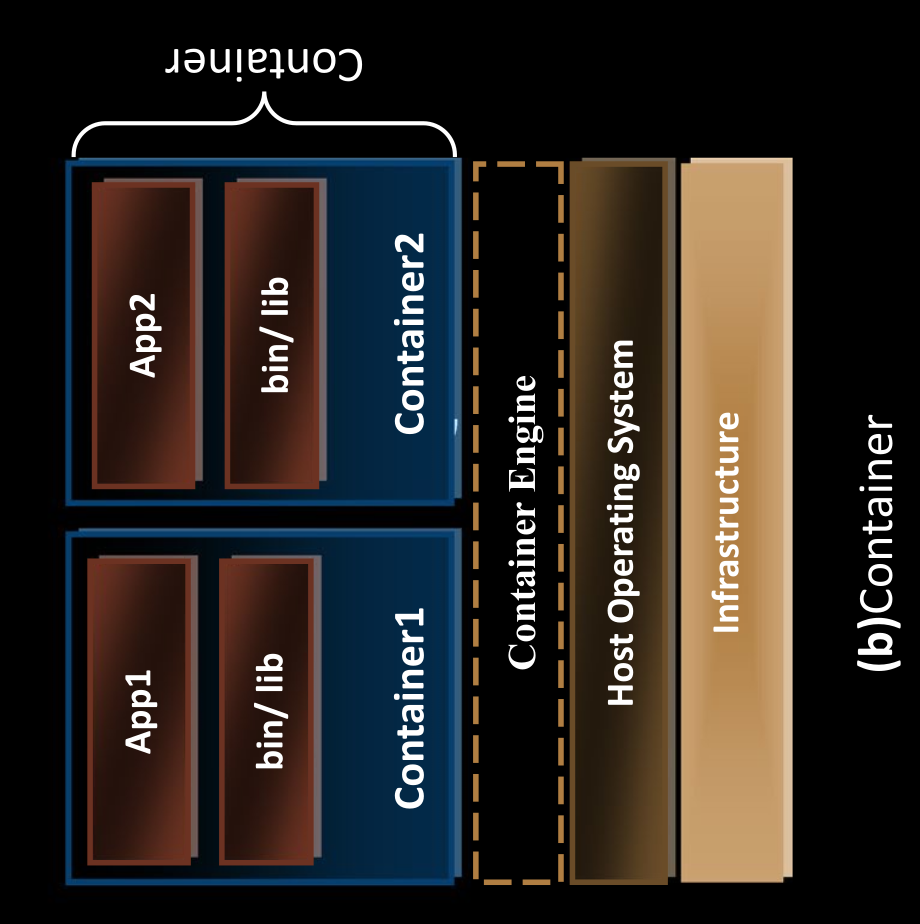 App1
App2
bin/ lib
bin/ lib
Container1
Container2
Container
Container Engine
Host Operating System
Infrastructure
(b)Container